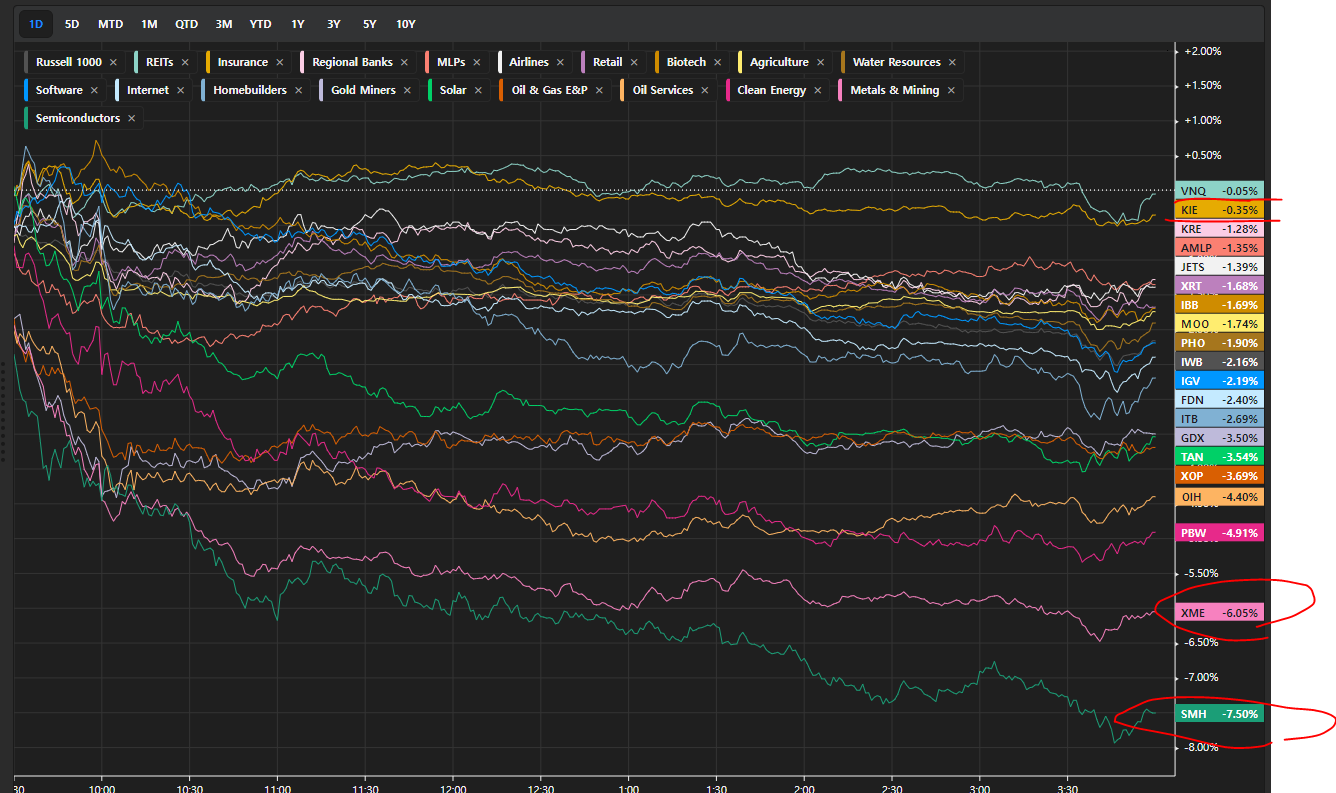 1D 5D MTD 1M QTD 3M YTD 1Y 3Y 5Y 10Y
Russell 1000 × REITs × Insurance × Regional Banks × MLPs × Airlines × Retail × Biotech × Agriculture × Water Resources ×
Software × Internet × Homebuilders × Gold Miners × Solar × Oil & Gas E&P × Oil Services × Clean Energy × Metals & Mining ×
Semiconductors ×
+2.00%
+1.50%
+1.00%
+0.50%
VNQ -0.05%
KIE -0.35%
KRE -1.28%
AMLP -1.35%
JETS -1.39%
XRT -1.68%
IBB -1.69%
MOO -1.74%
PHO -1.90%
IWB -2.16%
IGV -2.19%
FDN -2.40%
ITB -2.69%
GDX -3.50%
TAN -3.54%
XOP -3.69%
OIH -4.40%
PBW -4.91%
-5.50%
XME -6.05%
-6.50%
-7.00%
SMH -7.50%
-8.00%
30 10:00 10:30 11:00 11:30 12:00 12:30 1:00 1:30 2:00 2:30 3:00 3:30